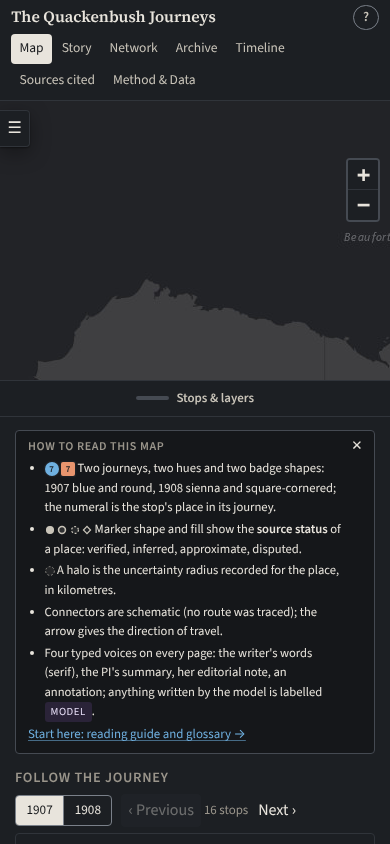 The Quackenbush Journeys
?
Map Story Network Archive Timeline
Sources cited Method & Data
☰
+
−
Beaufort
Stops & layers
HOW TO READ THIS MAP ✕
• 7 7 Two journeys, two hues and two badge shapes:
1907 blue and round, 1908 sienna and square-cornered;
the numeral is the stop's place in its journey.
• Marker shape and fill show the source status of
a place: verified, inferred, approximate, disputed.
• A halo is the uncertainty radius recorded for the place,
in kilometres.
• Connectors are schematic (no route was traced); the
arrow gives the direction of travel.
• Four typed voices on every page: the writer's words
(serif), the PI's summary, her editorial note, an
annotation; anything written by the model is labelled
MODEL .
Start here: reading guide and glossary →
FOLLOW THE JOURNEY
1907 1908 ‹ Previous 16 stops Next ›